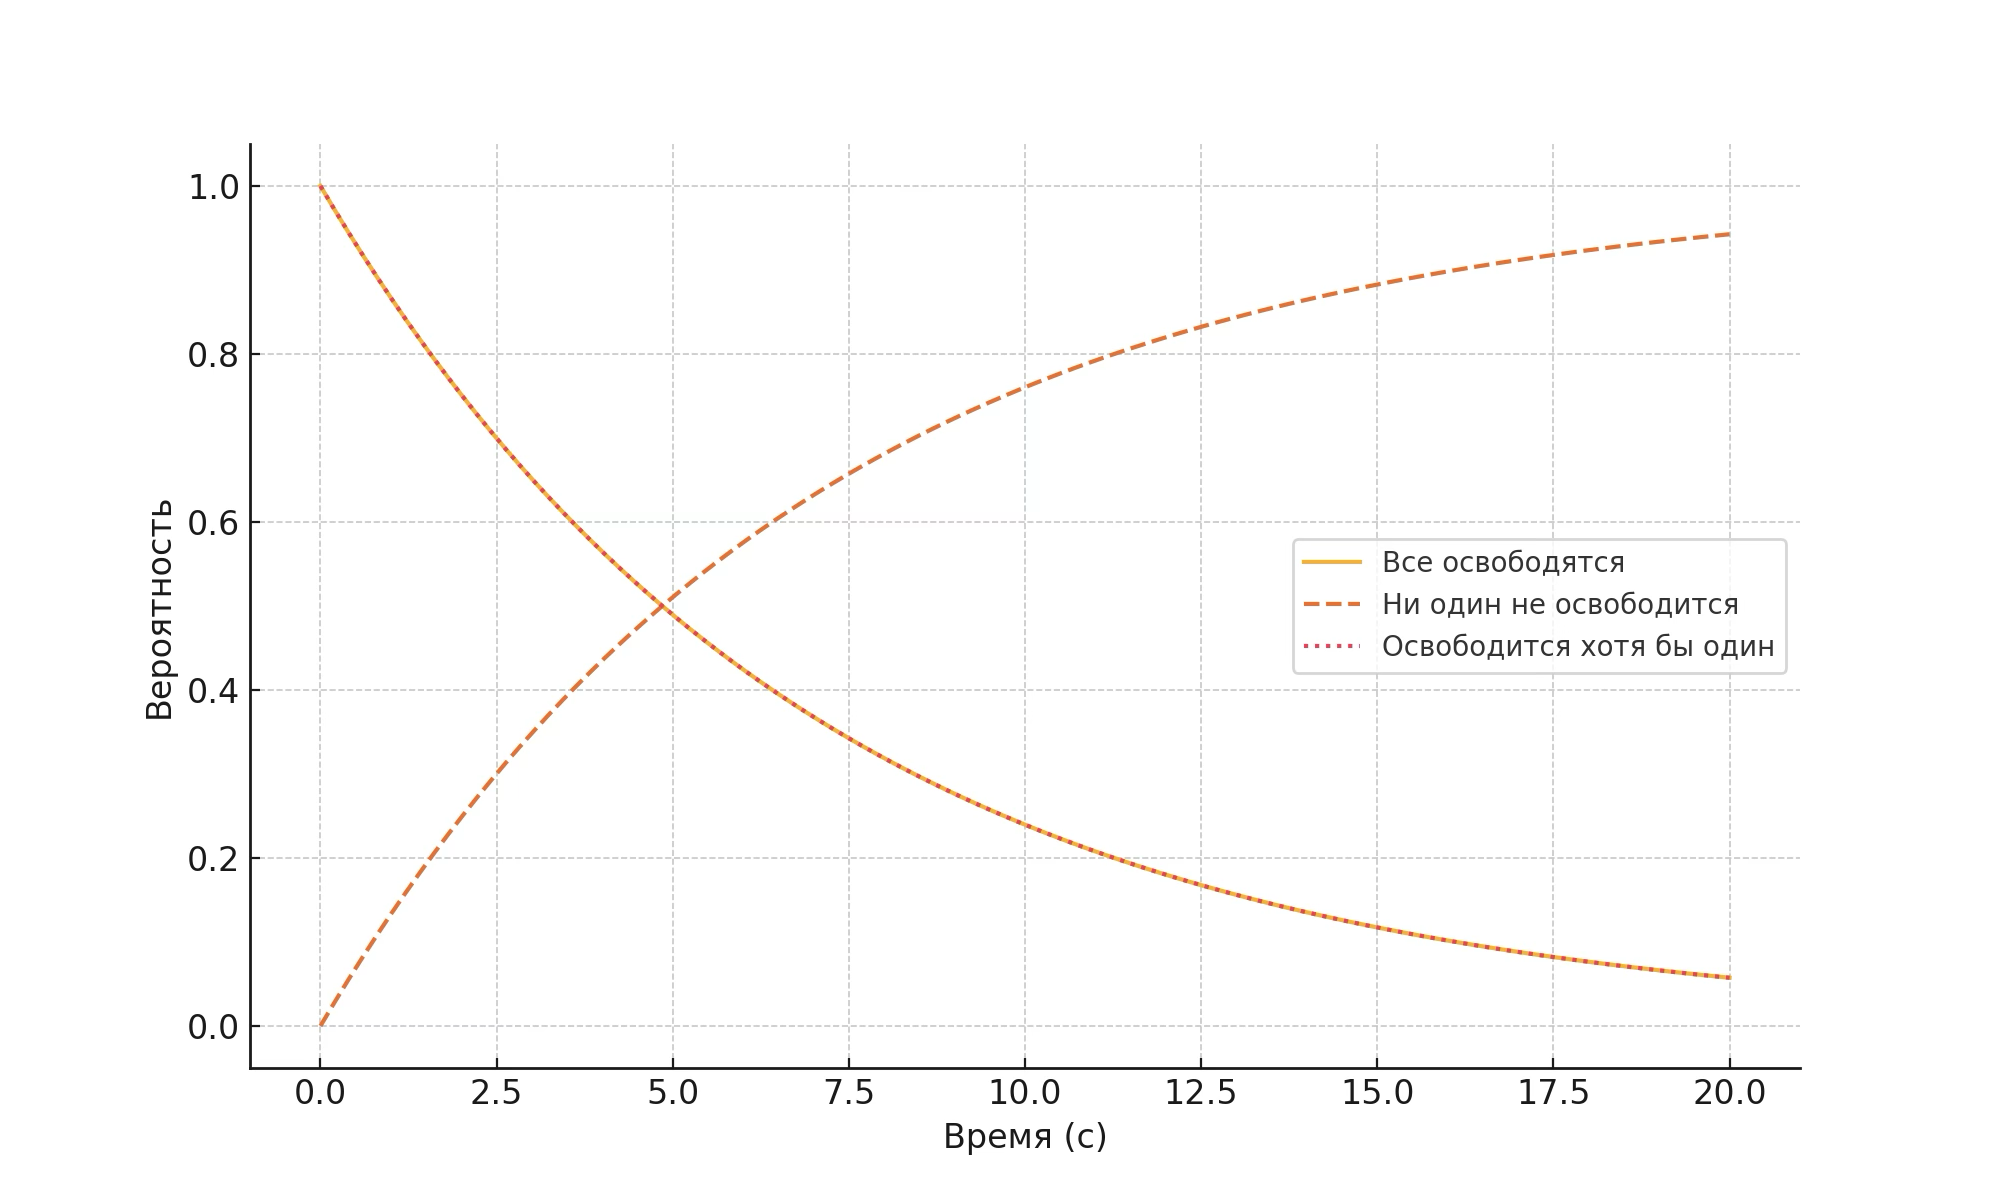 1.0
0.8
0.6
0.4
0.2
0.0
Вероятность
Все освободятся
Ни один не освободится
Освободится хотя бы один
0.0 2.5 5.0 7.5 10.0 12.5 15.0 17.5 20.0
Время (с)